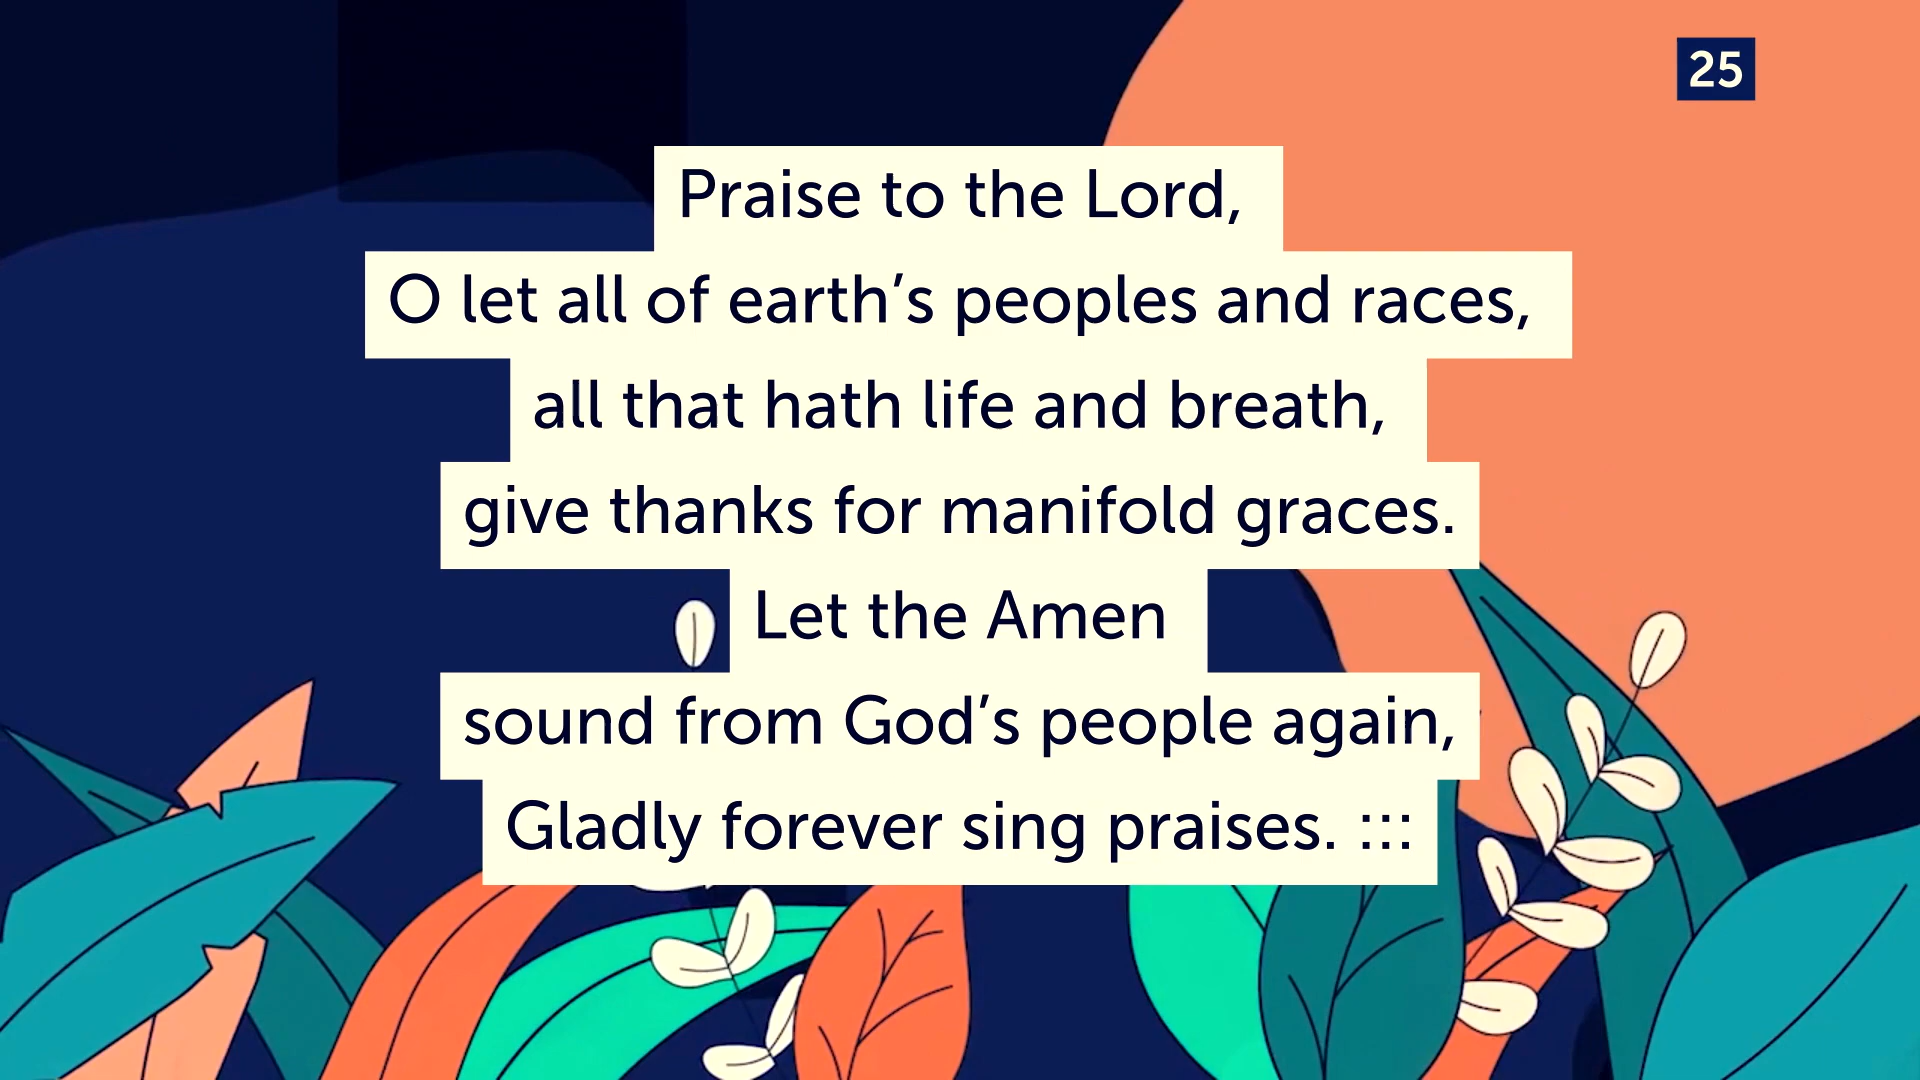 25
Praise to the Lord,
O let all of earth’s peoples and races,
all that hath life and breath,
give thanks for manifold graces.
Let the Amen
sound from God’s people again,
Gladly forever sing praises. :::